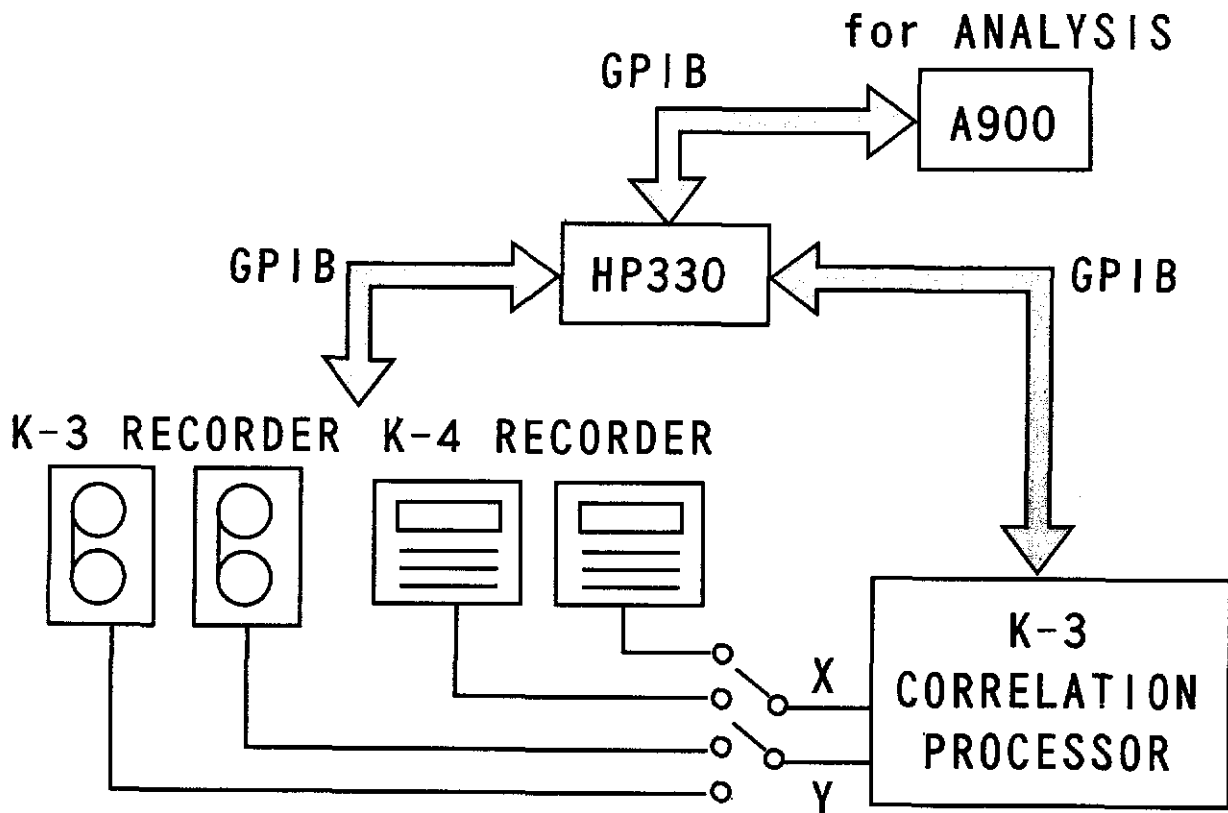 for ANALYSIS
GPIB
A900
GPIB
HP330
GPIB
K-3 RECORDER K-4 RECORDER
K-3
CORRELATION
PROCESSOR
X
Y